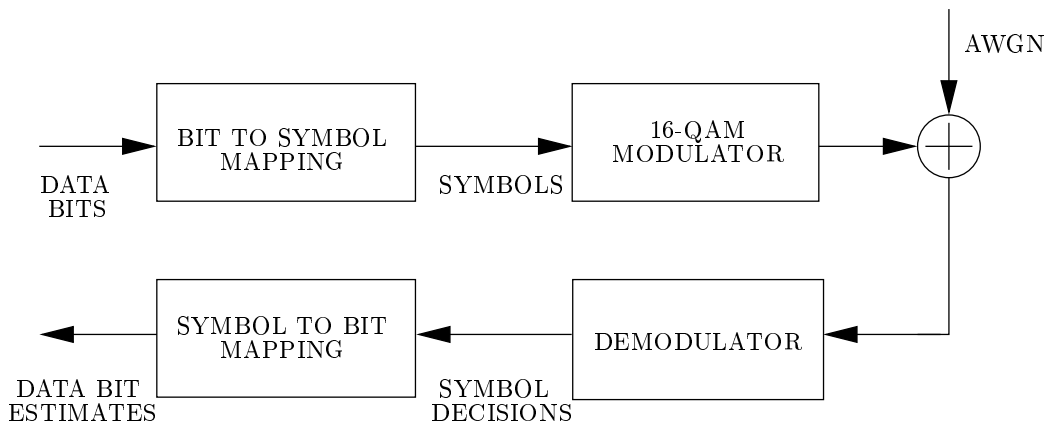 AWGN
BIT TO SYMBOL
MAPPING
16-QAM
MODULATOR
DATA
BITS
SYMBOLS
SYMBOL TO BIT
MAPPING
DEMODULATOR
DATA BIT
ESTIMATES
SYMBOL
DECISIONS